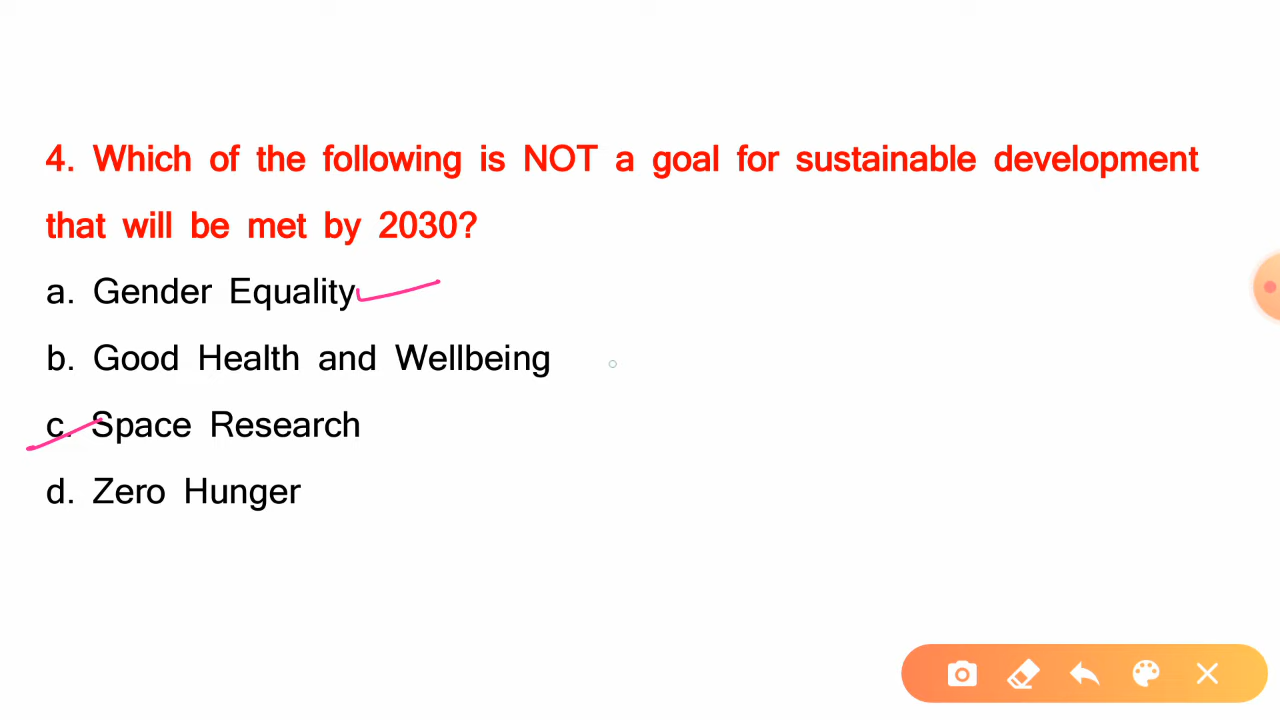 4. Which of the following is NOT a goal for sustainable development
that will be met by 2030?
a. Gender Equality
b. Good Health and Wellbeing
c. Space Research
d. Zero Hunger